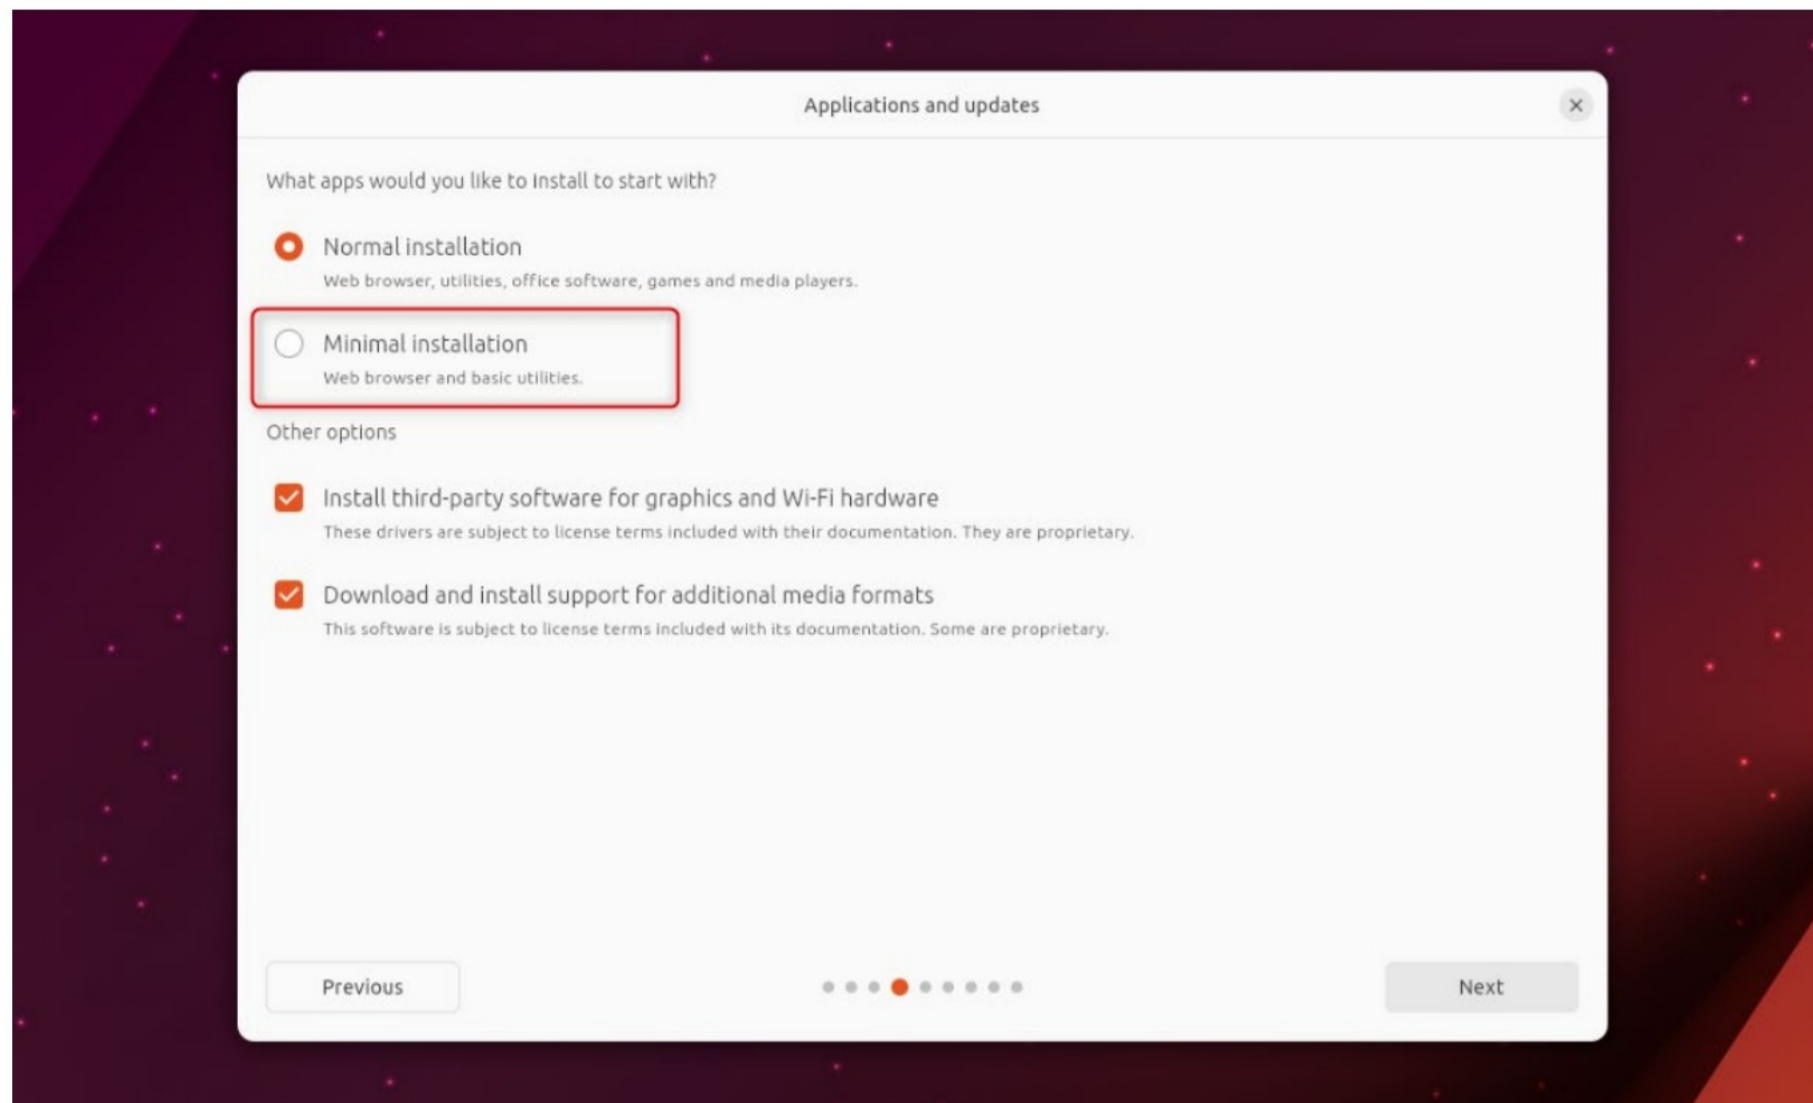 Applications and updates
What apps would you like to install to start with?
Normal installation
Web browser, utilities, office software, games and media players.
Minimal installation
Web browser and basic utilities.
Other options
Install third-party software for graphics and Wi-Fi hardware
These drivers are subject to license terms included with their documentation. They are proprietary.
Download and install support for additional media formats
This software is subject to license terms included with its documentation. Some are proprietary.
Previous
Next